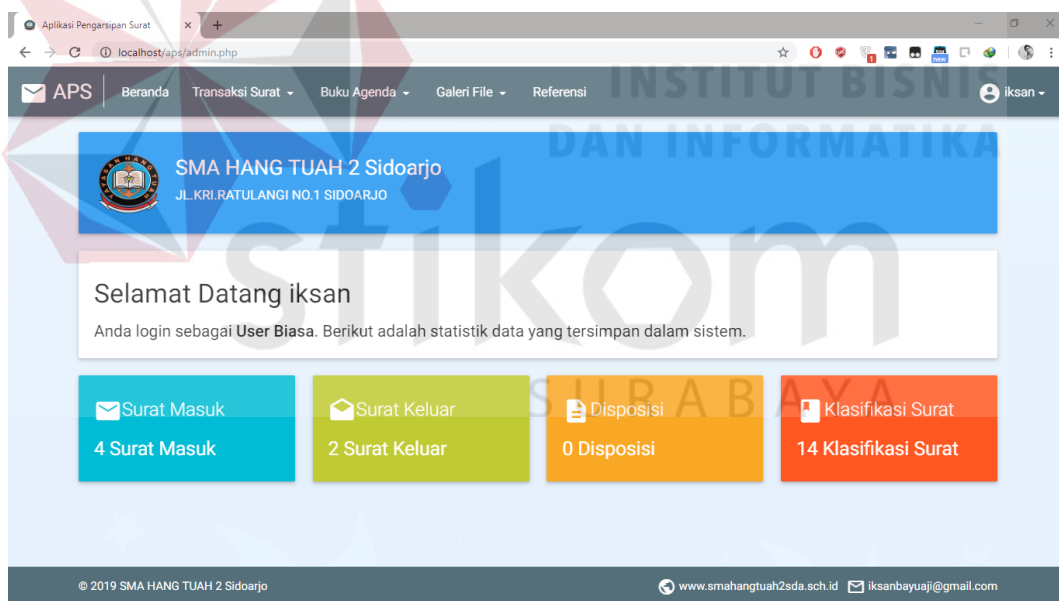 Aplikasi Pengarsipan Surat
localhost/aps/admin.php
1
new
APS
Beranda
Transaksi Surat
Buku Agenda
Galeri File
Referensi
iksan
INSTITUT BISNIS
DAN INFORMATIKA
SMA HANG TUAH 2 Sidoarjo
JL.KRI.RATULANGI NO.1 SIDOARJO
stikom
SURABAYA
Selamat Datang iksan
Anda login sebagai User Biasa. Berikut adalah statistik data yang tersimpan dalam sistem.
Surat Masuk
4 Surat Masuk
Surat Keluar
2 Surat Keluar
Disposisi
0 Disposisi
Klasifikasi Surat
14 Klasifikasi Surat
© 2019 SMA HANG TUAH 2 Sidoarjo
www.smahangtuah2sda.sch.id
iksanbayuaji@gmail.com